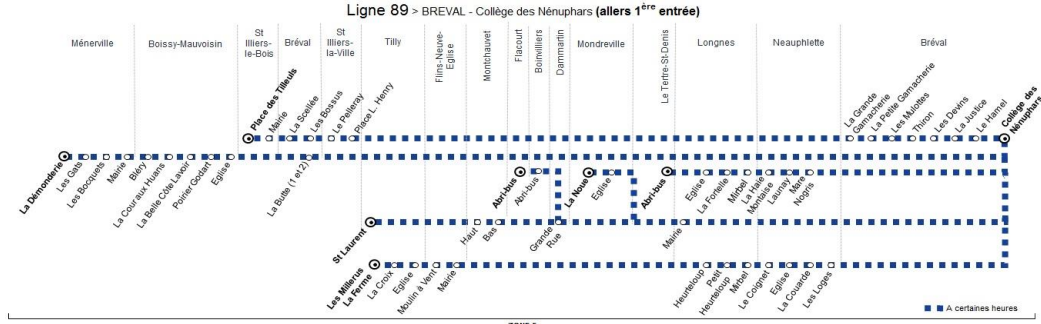 Ligne 89 > BREVAL - Collège des Nénuphars (allers 1ère entrée)
Ménerville
Boissy-Mauvoisin
St
Illiers-
le-Bois
Bréval
St
Illiers-
la-Ville
Tilly
Flins-Neuve-
Eglise
Montchauvet
Flacourt
Boinvilliers
Dammartin
Mondreville
Le Tertre-St-Denis
Longnes
Neauphlette
Bréval
Place des Tilleuls
Mairie
La Scellée
Les Bossus
Le Pelleray
Place L. Henry
La Grande
Gamacherie
La Petite Gamacherie
Les Mulottes
Thiron
Les Devins
La Justice
Le Hamel
Collège des
Nénuphars
La Démonderie
Les Gats
Les Bocquets
Mairie
Bléry
La Cour aux Huans
La Belle Côte Lavoir
Poirier Godart
Eglise
La Butte (1 et 2)
Abri-bus
Abri-bus
La Noue
Eglise
Abri-bus
Eglise
La Fortelle
Mirbel
La Haie
Montaise
Launay
Mare
Nogris
St Laurent
Haut
Bas
Grande
Rue
Mairie
Les Millerus
La Ferme
La Croix
Eglise
Moulin à Vent
Mairie
Heurteloup
Petit
Heurteloup
Mirbel
Le Coignet
Eglise
La Couarde
Les Loges
A certaines heures